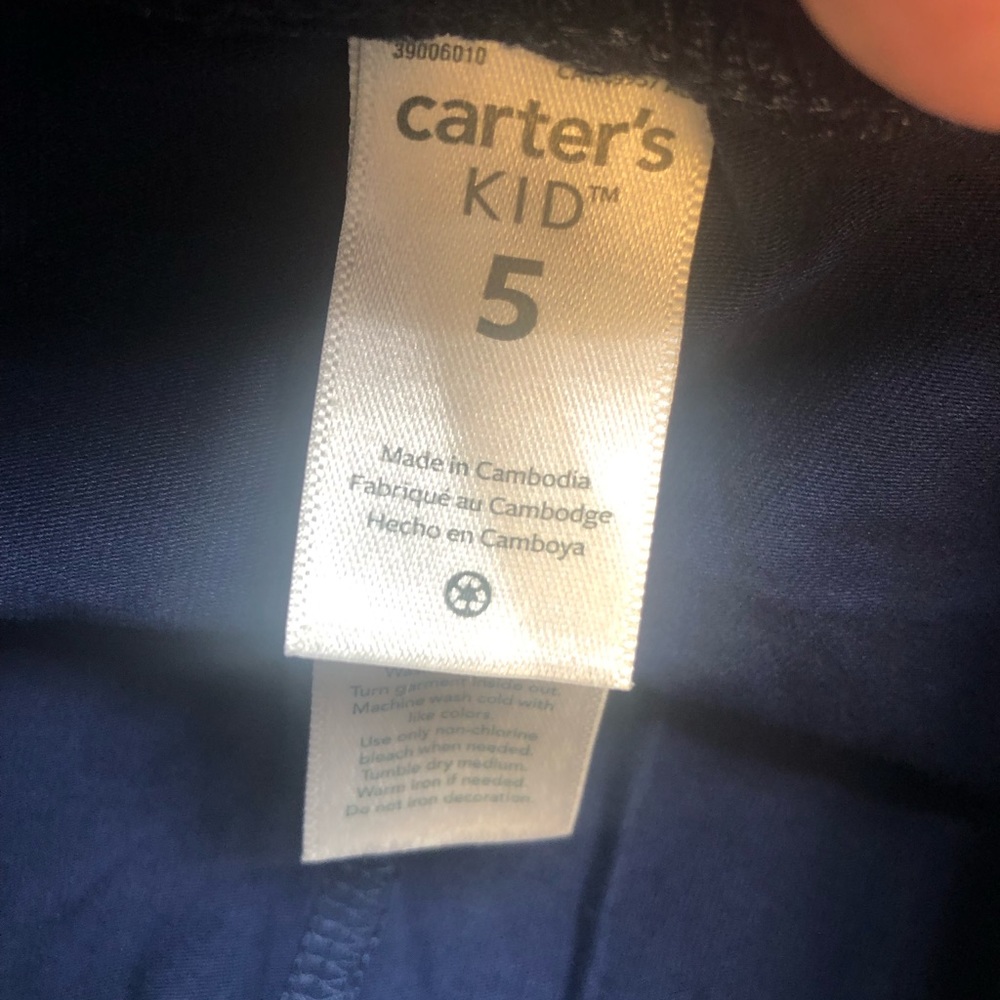 39006010
carter's
KID™
5
Made in Cambodia
Fabriqué au Cambodge
Hecho en Camboya
Turn garment inside out.
Machine wash cold with
like colors.
Use only non-chlorine
bleach when needed.
Tumble dry medium.
Warm iron if needed.
Do not iron decoration.